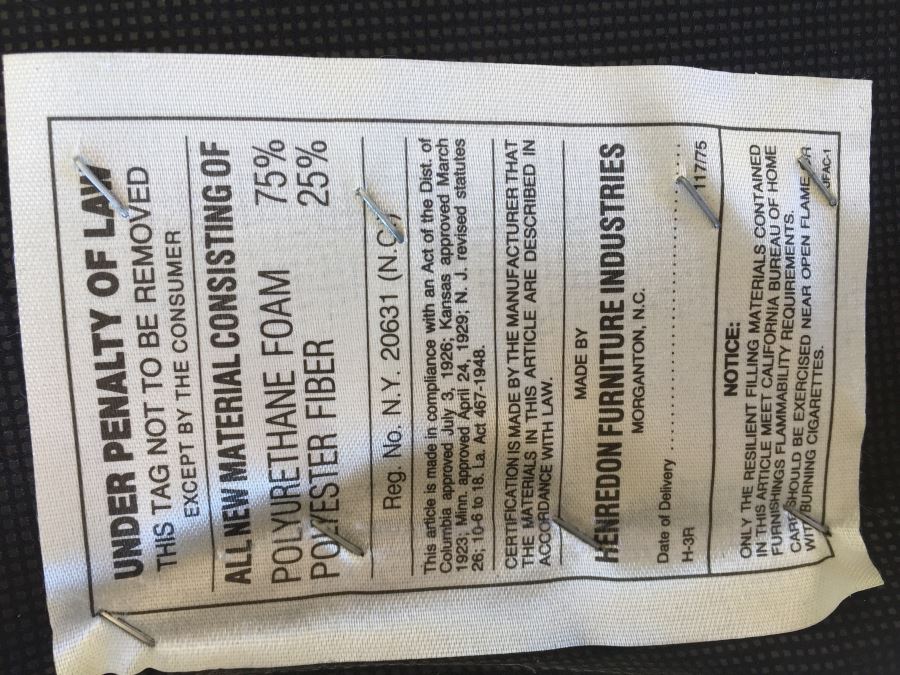 UNDER PENALTY OF LAW
THIS TAG NOT TO BE REMOVED
EXCEPT BY THE CONSUMER
ALL NEW MATERIAL CONSISTING OF
POLYURETHANE FOAM 75%
POLYESTER FIBER 25%
Reg. No. N.Y. 20631 (N.C.)
This article is made in compliance with an Act of the Dist. of
Columbia approved July 3, 1926; Kansas approved March
1923; Minn. approved April 24, 1929; N. J. revised statutes
26; 10-6 to 18. La. Act 467-1948.
CERTIFICATION IS MADE BY THE MANUFACTURER THAT
THE MATERIALS IN THIS ARTICLE ARE DESCRIBED IN
ACCORDANCE WITH LAW.
MADE BY
HENREDON FURNITURE INDUSTRIES
MORGANTON, N.C.
Date of Delivery ........................................
H-3R 117775
NOTICE:
ONLY THE RESILIENT FILLING MATERIALS CONTAINED
IN THIS ARTICLE MEET CALIFORNIA BUREAU OF HOME
FURNISHINGS FLAMMABILITY REQUIREMENTS.
CARE SHOULD BE EXERCISED NEAR OPEN FLAME OR
WITH BURNING CIGARETTES. UFAC-1